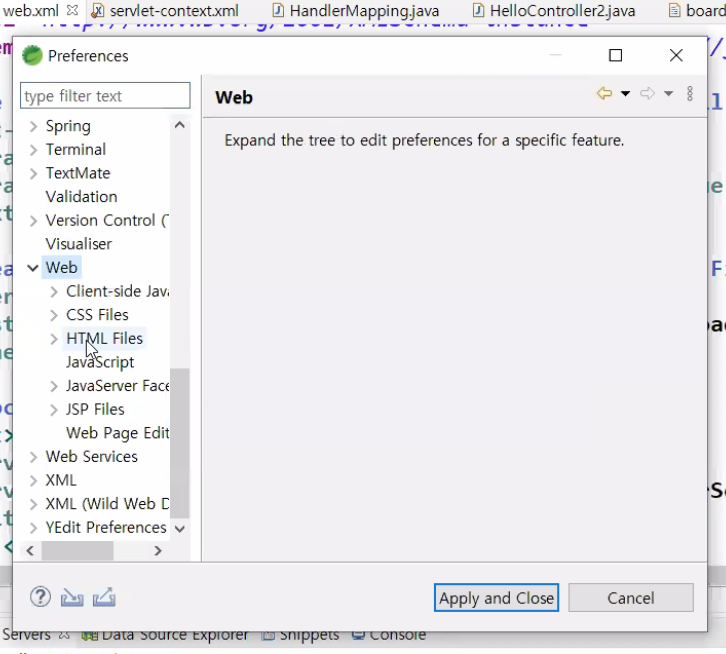 web.xml
servlet-context.xml
HandlerMapping.java
HelloController2.java
board
Preferences
type filter text
Web
Expand the tree to edit preferences for a specific feature.
Spring
Terminal
TextMate
Validation
Version Control (
Visualiser
Web
Client-side Java
CSS Files
HTML Files
JavaScript
JavaServer Face
JSP Files
Web Page Edit
Web Services
XML
XML (Wild Web D
YEdit Preferences
Apply and Close
Cancel
Servers
Data Source Explorer
Snippets
Console